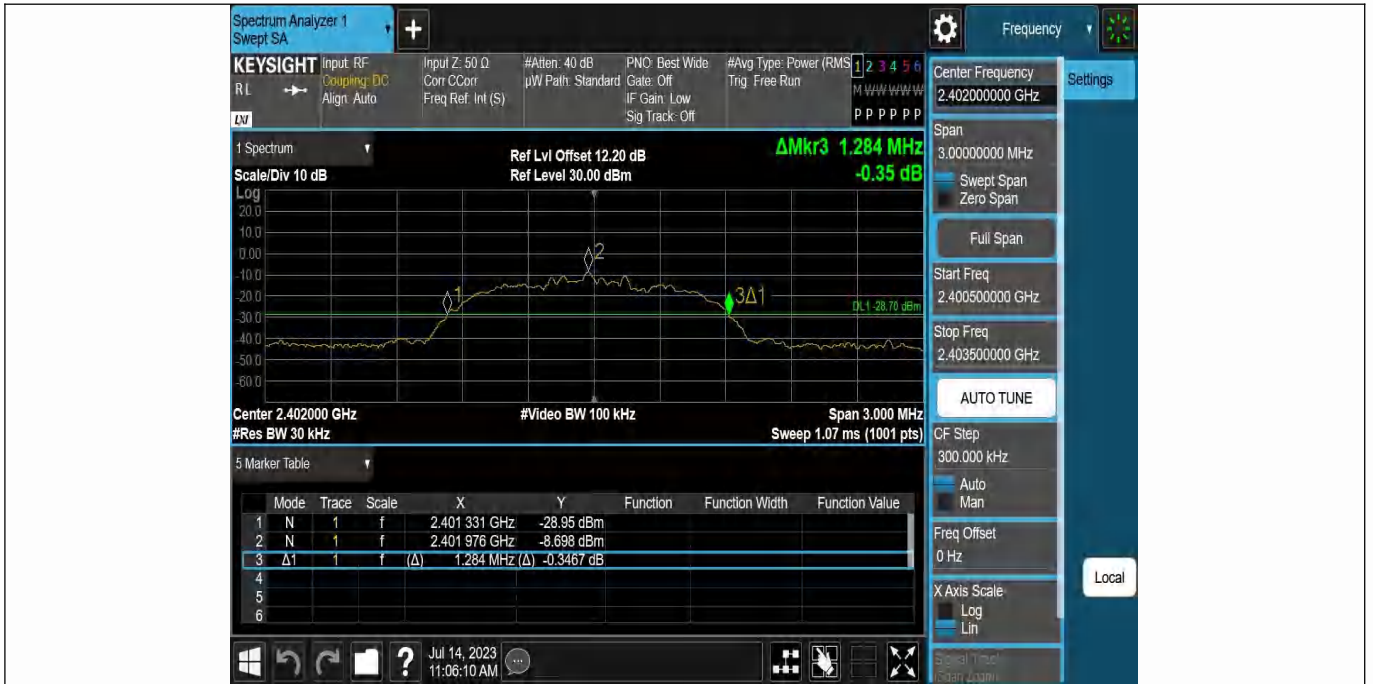 Spectrum Analyzer 1
Swept SA
+
Frequency
KEYSIGHT
RL
LXI
Input: RF
Coupling: DC
Align: Auto
Input Z: 50 Ω
Corr CCorr
Freq Ref: Int (S)
#Atten: 40 dB
µW Path: Standard
PNO: Best Wide
Gate: Off
IF Gain: Low
Sig Track: Off
#Avg Type: Power (RMS
Trig: Free Run
1 2 3 4 5 6
M W W W W W
P P P P P P
1 Spectrum
Scale/Div 10 dB
Ref Lvl Offset 12.20 dB
Ref Level 30.00 dBm
ΔMkr3 1.284 MHz
-0.35 dB
Log
20.0
10.0
0.00
-10.0
-20.0
-30.0
-40.0
-50.0
-60.0
1
2
3Δ1
DL1 -28.70 dBm
Center 2.402000 GHz
#Res BW 30 kHz
#Video BW 100 kHz
Span 3.000 MHz
Sweep 1.07 ms (1001 pts)
5 Marker Table
Mode Trace Scale X Y Function Function Width Function Value
1 N 1 f 2.401 331 GHz -28.95 dBm
2 N 1 f 2.401 976 GHz -8.698 dBm
3 Δ1 1 f (Δ) 1.284 MHz (Δ) -0.3467 dB
4
5
6
?
Jul 14, 2023
11:06:10 AM
Center Frequency
2.402000000 GHz
Settings
Span
3.00000000 MHz
Swept Span
Zero Span
Full Span
Start Freq
2.400500000 GHz
Stop Freq
2.403500000 GHz
AUTO TUNE
CF Step
300.000 kHz
Auto
Man
Freq Offset
0 Hz
X Axis Scale
Log
Lin
Signal Track
(Span Zoom)
Local